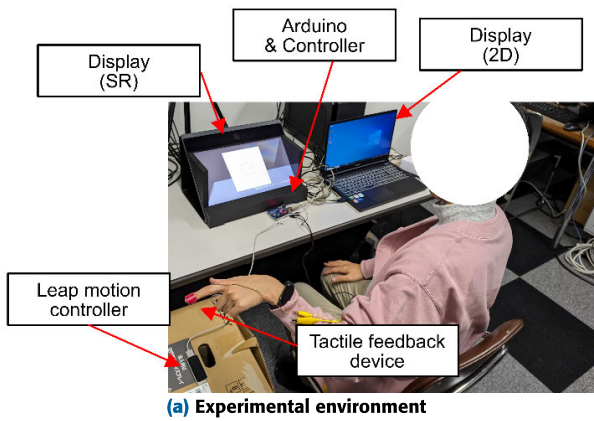 Arduino
& Controller
Display
(2D)
Display
(SR)
Leap motion
controller
Tactile feedback
device
(a) Experimental environment